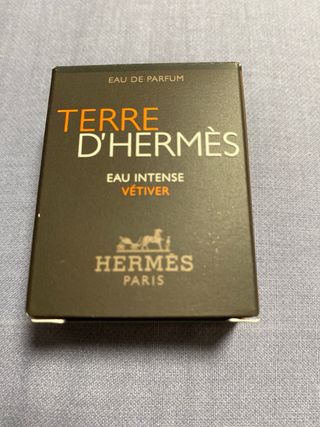 EAU DE PARFUM
TERRE
D'HERMÈS
EAU INTENSE
VÉTIVER
HERMÈS
PARIS